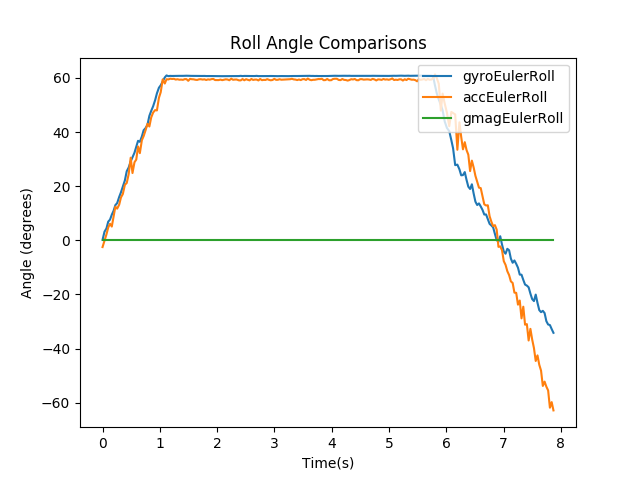 Roll Angle Comparisons
gyroEulerRoll
accEulerRoll
gmagEulerRoll
Angle (degrees)
60
40
20
0
−20
−40
−60
0 1 2 3 4 5 6 7 8
Time(s)